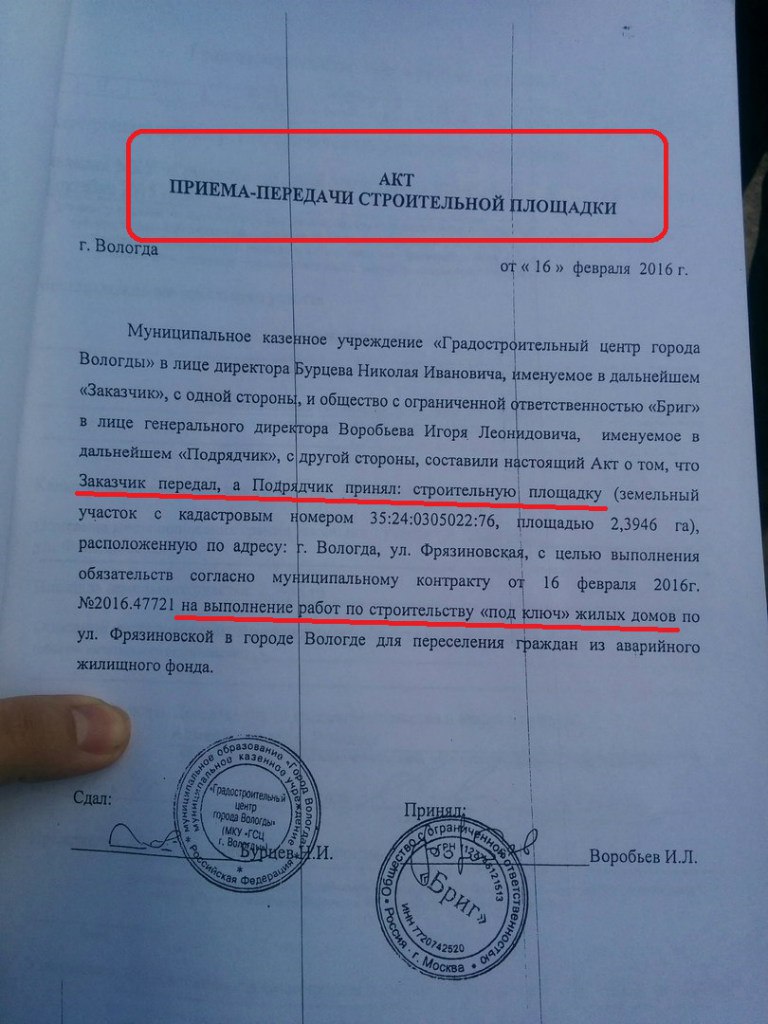 АКТ
ПРИЕМА-ПЕРЕДАЧИ СТРОИТЕЛЬНОЙ ПЛОЩАДКИ
г. Вологда
от « 16 » февраля 2016 г.
Муниципальное казенное учреждение «Градостроительный центр города
Вологды» в лице директора Бурцева Николая Ивановича, именуемое в дальнейшем
«Заказчик», с одной стороны, и общество с ограниченной ответственностью «Бриг»
в лице генерального директора Воробьева Игоря Леонидовича, именуемое в
дальнейшем «Подрядчик», с другой стороны, составили настоящий Акт о том, что
Заказчик передал, а Подрядчик принял: строительную площадку (земельный
участок с кадастровым номером 35:24:0305022:76, площадью 2,3946 га),
расположенную по адресу: г. Вологда, ул. Фрязиновская, с целью выполнения
обязательств согласно муниципальному контракту от 16 февраля 2016г.
№2016.47721 на выполнение работ по строительству «под ключ» жилых домов по
ул. Фрязиновской в городе Вологде для переселения граждан из аварийного
жилищного фонда.
Сдал:
Бурцев Н.И.
муниципальное образование «Город Вологда»
муниципальное казенное учреждение
Российская Федерация
«Градостроительный
центр
города Вологды»
(МКУ «ГСЦ
г. Вологды»)
Принял:
Воробьев И.Л.
Общество с ограниченной ответственностью
«Бриг»
ИНН 7720742520
Россия - г. Москва